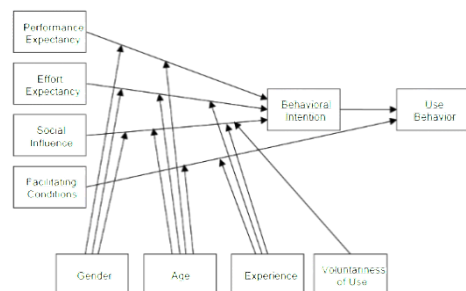 Performance
Expectancy
Effort
Expectancy
Social
Influence
Facilitating
Conditions
Behavioral
Intention
Use
Behavior
Gender
Age
Experience
Voluntariness
of Use